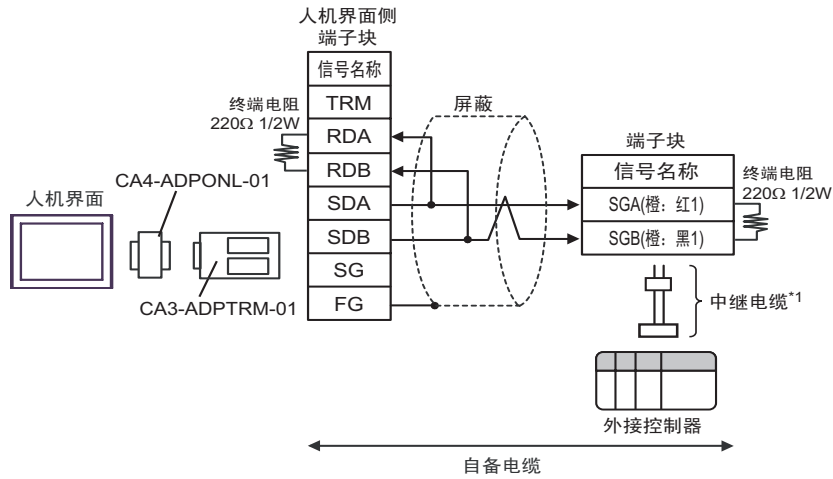 人机界面侧
端子块
信号名称
TRM
RDA
RDB
SDA
SDB
SG
FG
终端电阻
220Ω 1/2W
屏蔽
人机界面
CA4-ADPONL-01
CA3-ADPTRM-01
端子块
信号名称
SGA(橙：红1)
SGB(橙：黑1)
终端电阻
220Ω 1/2W
中继电缆*1
外接控制器
自备电缆